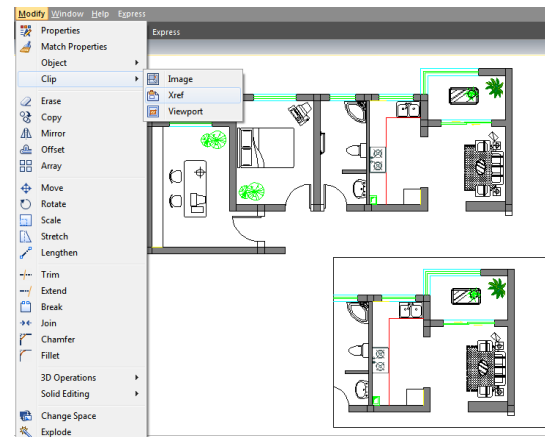 Modify Window Help Express
Properties
Express
Match Properties
Object
Clip
Image
Xref
Viewport
Erase
Copy
Mirror
Offset
Array
Move
Rotate
Scale
Stretch
Lengthen
Trim
Extend
Break
Join
Chamfer
Fillet
3D Operations
Solid Editing
Change Space
Explode